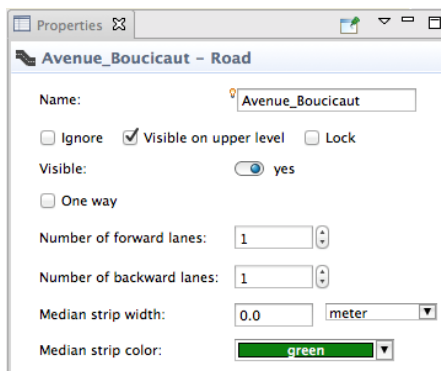 Properties
Avenue_Boucicaut – Road
Name: Avenue_Boucicaut
Ignore Visible on upper level Lock
Visible: yes
One way
Number of forward lanes: 1
Number of backward lanes: 1
Median strip width: 0.0 meter
Median strip color: green